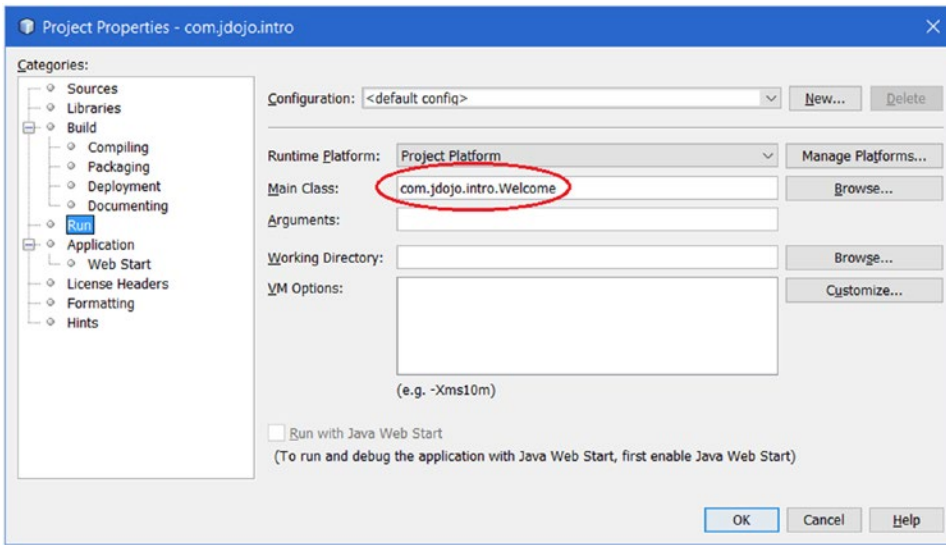 Project Properties - com.jdojo.intro
Categories:
Sources
Libraries
Build
Compiling
Packaging
Deployment
Documenting
Run
Application
Web Start
License Headers
Formatting
Hints
Configuration: <default config> New... Delete
Runtime Platform: Project Platform Manage Platforms...
Main Class: com.jdojo.intro.Welcome Browse...
Arguments:
Working Directory: Browse...
VM Options: Customize...
(e.g. -Xms10m)
Run with Java Web Start
(To run and debug the application with Java Web Start, first enable Java Web Start)
OK Cancel Help